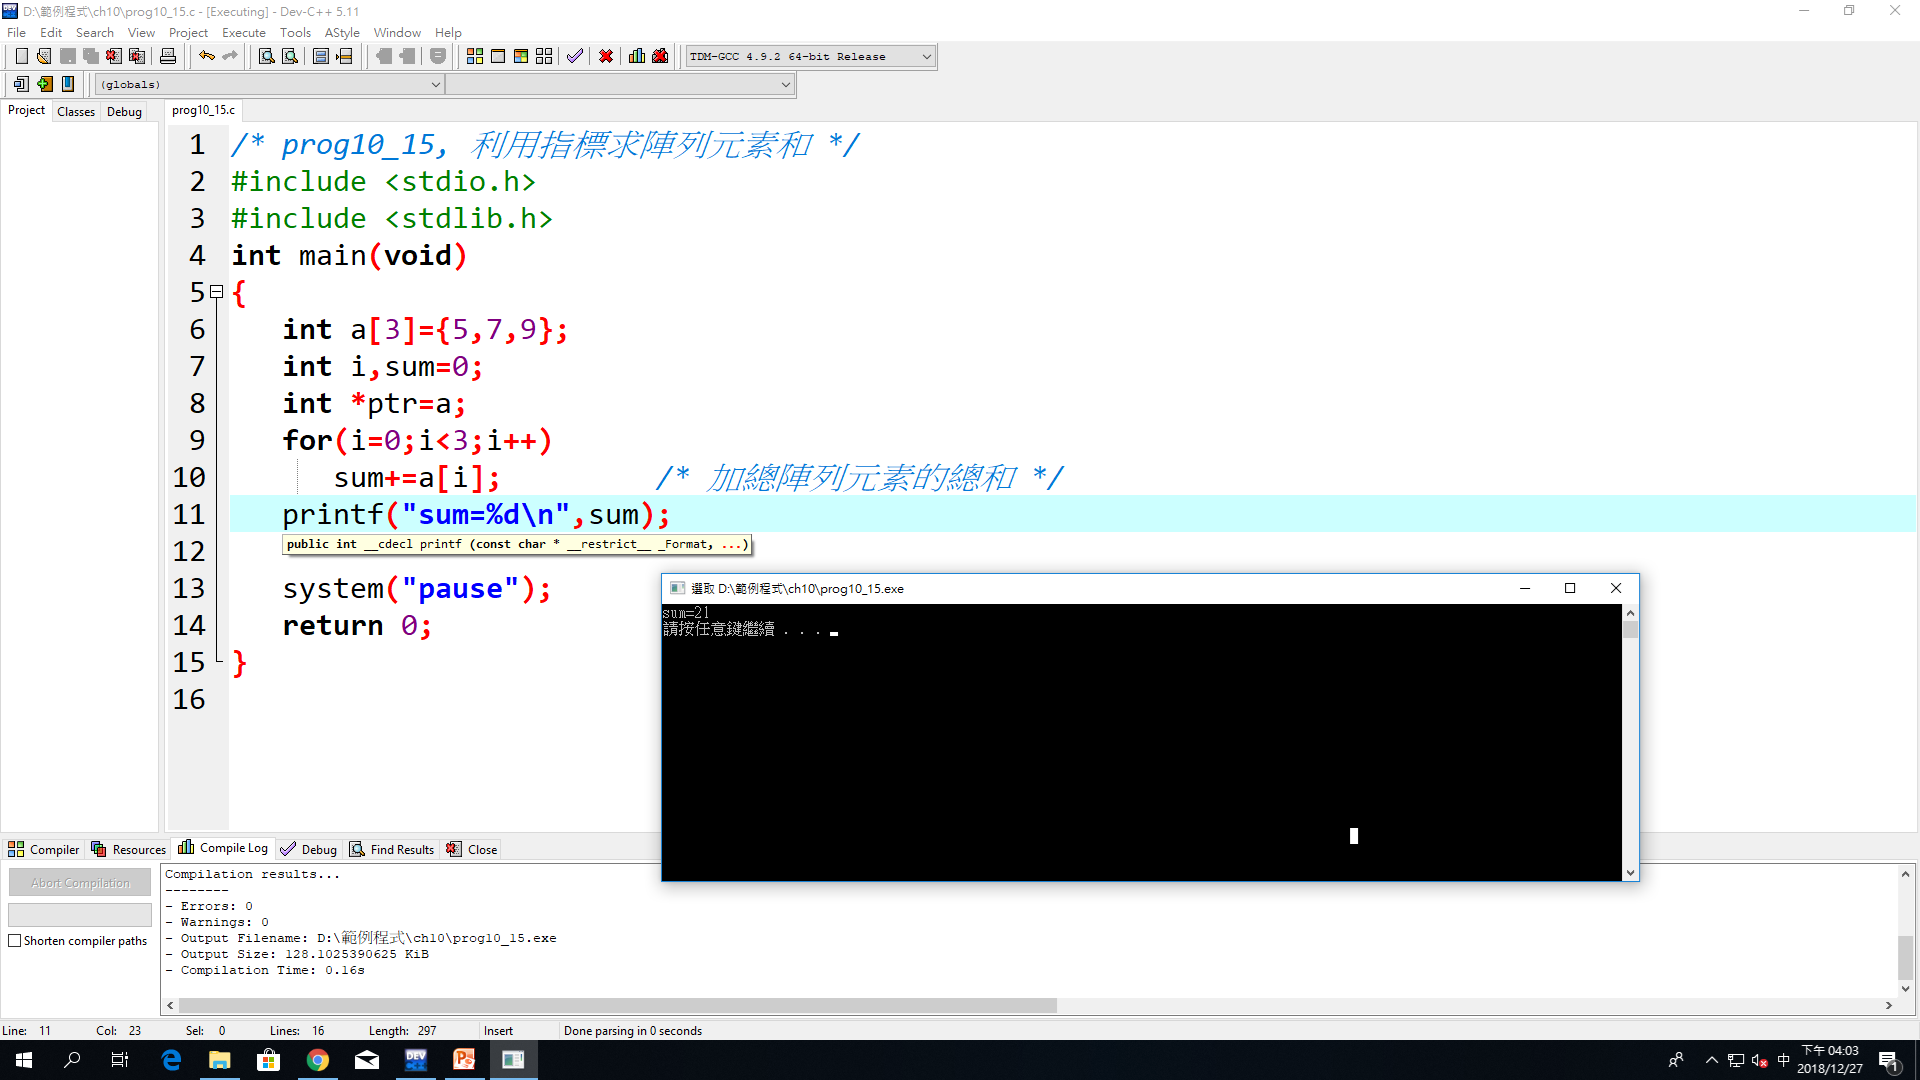 D:\範例程式\ch10\prog10_15.c - [Executing] - Dev-C++ 5.11
File Edit Search View Project Execute Tools AStyle Window Help
TDM-GCC 4.9.2 64-bit Release
(globals)
Project Classes Debug prog10_15.c
1 /* prog10_15, 利用指標求陣列元素和 */
2 #include <stdio.h>
3 #include <stdlib.h>
4 int main(void)
5 {
6 int a[3]={5,7,9};
7 int i,sum=0;
8 int *ptr=a;
9 for(i=0;i<3;i++)
10 sum+=a[i]; /* 加總陣列元素的總和 */
11 printf("sum=%d\n",sum);
public int __cdecl printf (const char * __restrict__ _Format, ...)
12
13 system("pause");
14 return 0;
15 }
16
選取 D:\範例程式\ch10\prog10_15.exe
sum=21
請按任意鍵繼續 . . .
Compiler Resources Compile Log Debug Find Results Close
Abort Compilation
Shorten compiler paths
Compilation results...
--------
- Errors: 0
- Warnings: 0
- Output Filename: D:\範例程式\ch10\prog10_15.exe
- Output Size: 128.1025390625 KiB
- Compilation Time: 0.16s
Line: 11 Col: 23 Sel: 0 Lines: 16 Length: 297 Insert Done parsing in 0 seconds
DEV
中
下午 04:03
2018/12/27
1